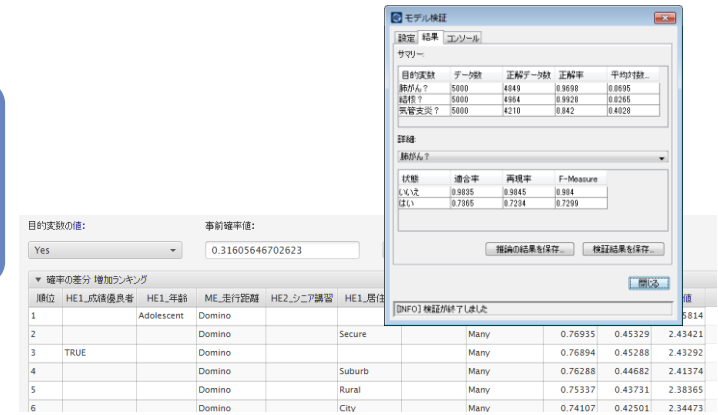 モデル検証
設定 結果 コンソール
サマリー:
目的変数 データ数 正解データ数 正解率 平均対数...
肺がん? 5000 4849 0.9698 0.0695
結核? 5000 4964 0.9928 0.0265
気管支炎? 5000 4210 0.842 0.4028
詳細:
肺がん?
状態 適合率 再現率 F-Measure
いいえ 0.9835 0.9845 0.984
はい 0.7365 0.7234 0.7299
推論の結果を保存... 検証結果を保存...
閉じる
[INFO] 検証が終了しました
目的変数の値: 事前確率値:
Yes 0.31605646702623
▼ 確率の差分 増加ランキング
順位 HE1_成績優良者 HE1_年齢 ME_走行距離 HE2_シニア講習 HE1_居住 値
1 Adolescent Domino 5814
2 Domino Secure Many 0.76935 0.45329 2.43421
3 TRUE Domino Many 0.76894 0.45288 2.43292
4 Domino Suburb Many 0.76288 0.44682 2.41374
5 Domino Rural Many 0.75337 0.43731 2.38365
6 Domino City Many 0.74107 0.42501 2.34473